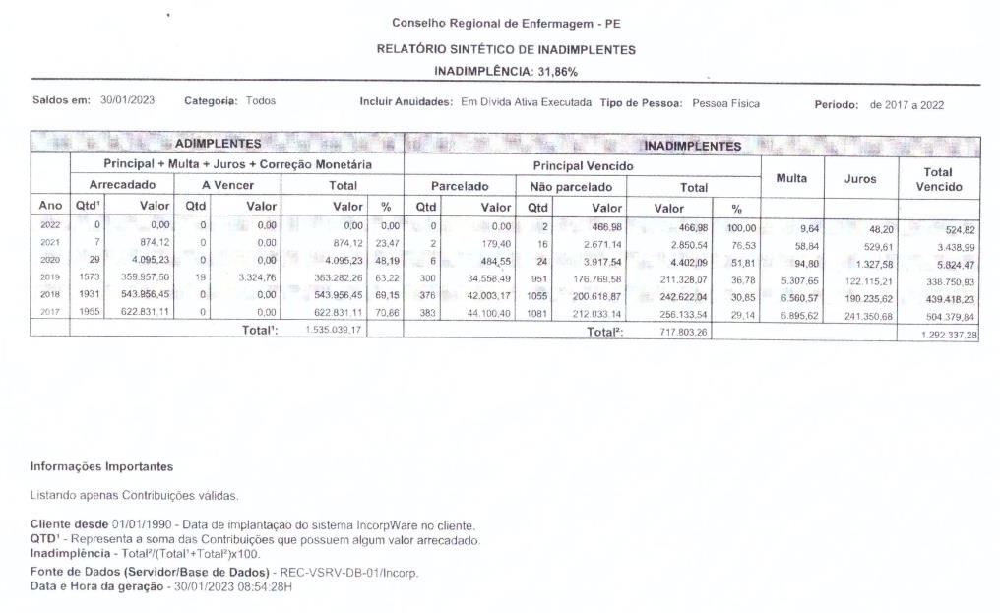 Conselho Regional de Enfermagem - PE
RELATÓRIO SINTÉTICO DE INADIMPLENTES
INADIMPLÊNCIA: 31,86%
Saldos em: 30/01/2023 Categoria: Todos Incluir Anuidades: Em Dívida Ativa Executada Tipo de Pessoa: Pessoa Física Período: de 2017 a 2022
ADIMPLENTES INADIMPLENTES
Principal + Multa + Juros + Correção Monetária Principal Vencido Multa Juros Total Vencido
Arrecadado A Vencer Total Parcelado Não parcelado Total
Ano Qtd¹ Valor Qtd Valor Valor % Qtd Valor Qtd Valor Valor %
2022 0 0,00 0 0,00 0,00 0,00 0 0,00 2 466,98 466,98 100,00 9,64 48,20 524,82
2021 7 874,12 0 0,00 874,12 23,47 2 179,40 16 2.671,14 2.850,54 76,53 58,84 529,61 3.438,99
2020 29 4.095,23 0 0,00 4.095,23 48,19 6 484,55 24 3.917,54 4.402,09 51,81 94,80 1.327,58 5.824,47
2019 1573 359.957,50 19 3.324,76 363.282,26 63,22 300 34.558,49 951 176.769,58 211.328,07 36,78 5.307,65 122.115,21 338.750,93
2018 1931 543.956,45 0 0,00 543.956,45 69,15 376 42.003,17 1055 200.618,87 242.622,04 30,85 6.560,57 190.235,62 439.418,23
2017 1955 622.831,11 0 0,00 622.831,11 70,86 383 44.100,40 1081 212.033,14 256.133,54 29,14 6.895,62 241.350,68 504.379,84
Total¹: 1.535.039,17 Total²: 717.803,26 1.292.337,28
Informações Importantes
Listando apenas Contribuições válidas.
Cliente desde 01/01/1990 - Data de implantação do sistema IncorpWare no cliente.
QTD¹ - Representa a soma das Contribuições que possuem algum valor arrecadado.
Inadimplência - Total²/(Total¹+Total²)x100.
Fonte de Dados (Servidor/Base de Dados) - REC-VSRV-DB-01/Incorp.
Data e Hora da geração - 30/01/2023 08:54:28H